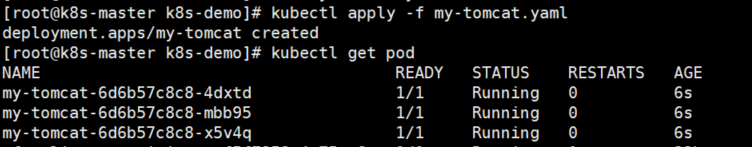 [root@k8s-master k8s-demo]# kubectl apply -f my-tomcat.yaml
deployment.apps/my-tomcat created
[root@k8s-master k8s-demo]# kubectl get pod
NAME READY STATUS RESTARTS AGE
my-tomcat-6d6b57c8c8-4dxtd 1/1 Running 0 6s
my-tomcat-6d6b57c8c8-mbb95 1/1 Running 0 6s
my-tomcat-6d6b57c8c8-x5v4q 1/1 Running 0 6s